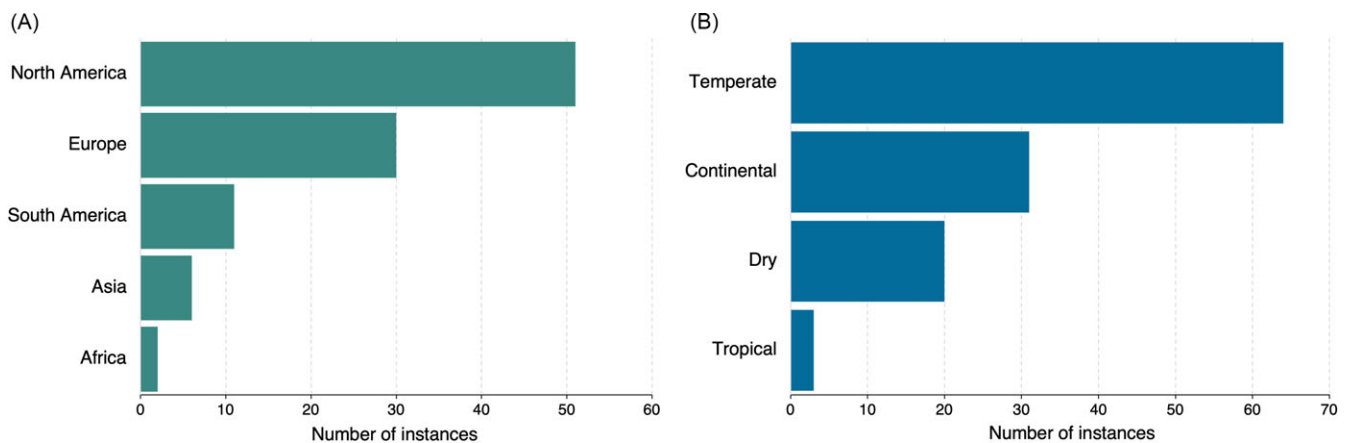 (A)
North America
Europe
South America
Asia
Africa
0 10 20 30 40 50 60
Number of instances
(B)
Temperate
Continental
Dry
Tropical
0 10 20 30 40 50 60 70
Number of instances